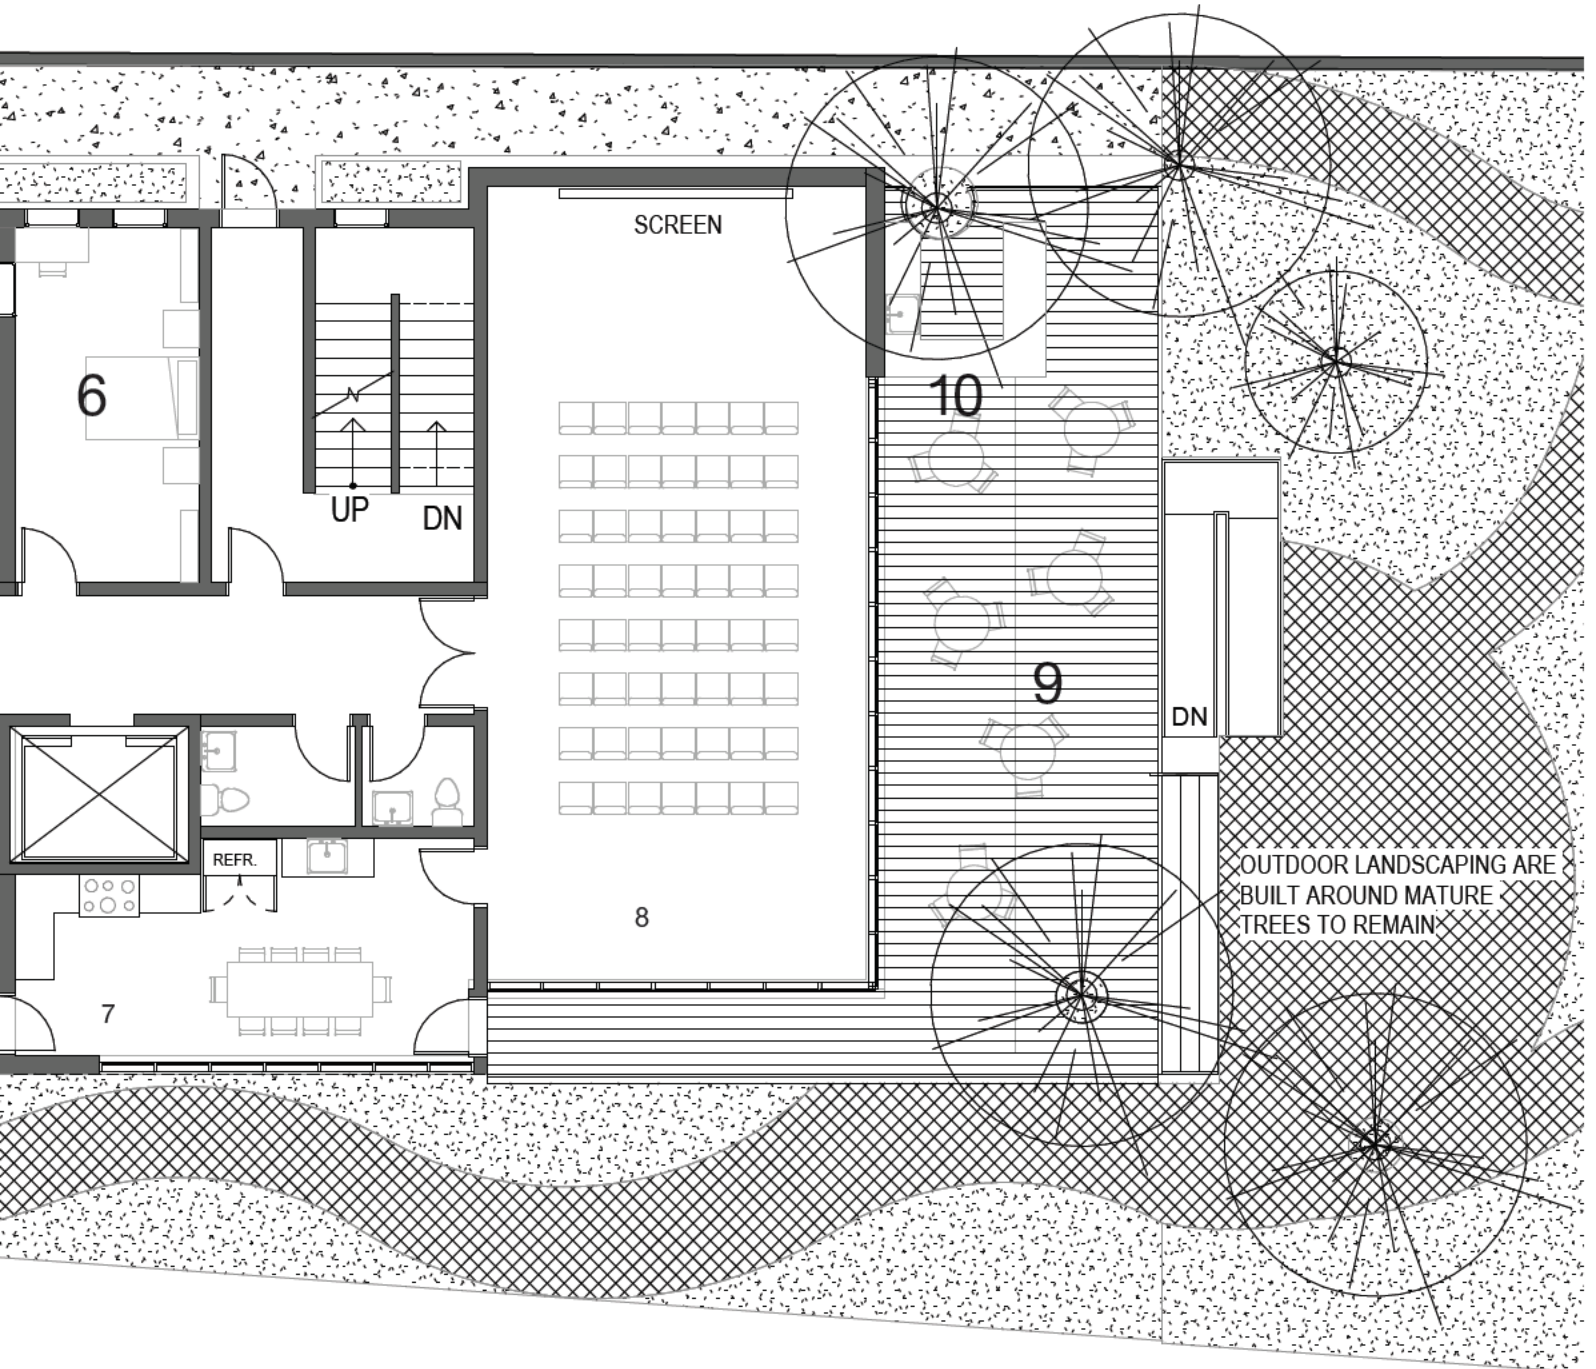 SCREEN
6
10
UP
DN
9
DN
REFR.
OUTDOOR LANDSCAPING ARE
BUILT AROUND MATURE
TREES TO REMAIN
8
7